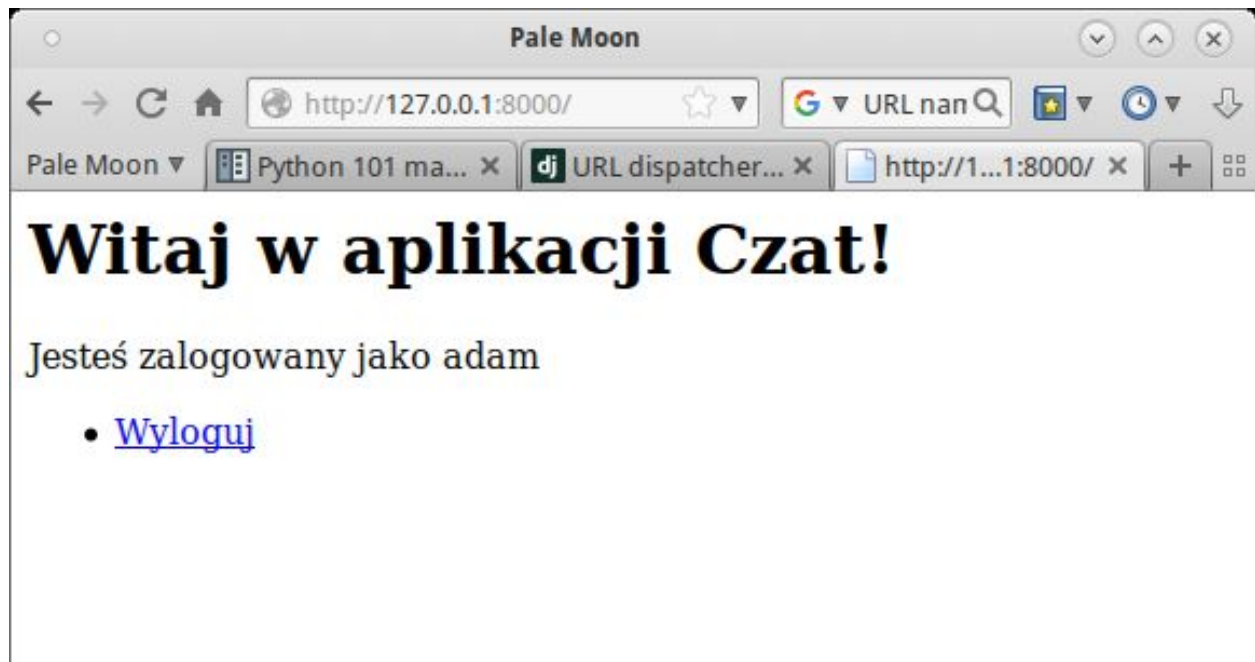 Pale Moon
http://127.0.0.1:8000/
G URL nan
Pale Moon
Python 101 ma...
dj URL dispatcher...
http://1...1:8000/
Witaj w aplikacji Czat!
Jesteś zalogowany jako adam
Wyloguj